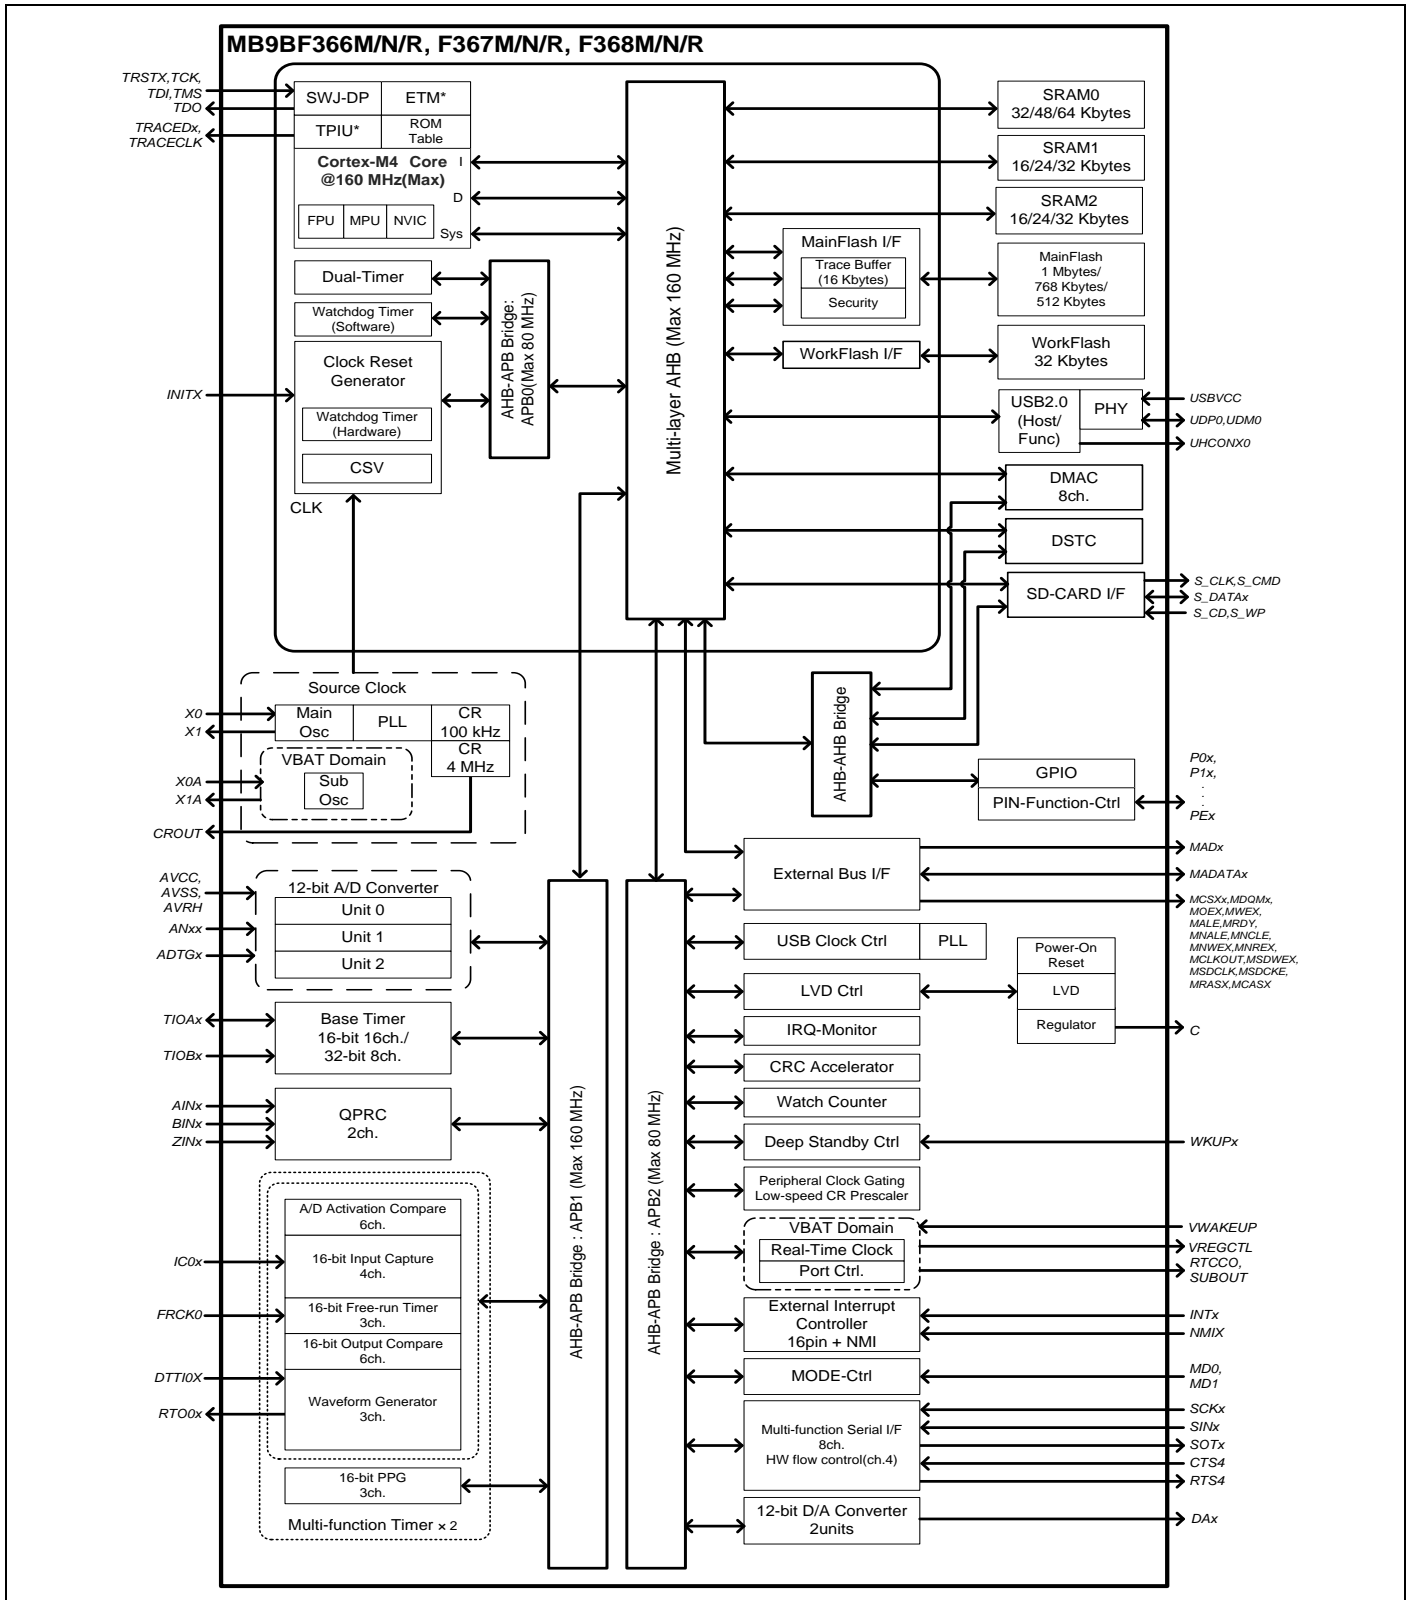 MB9BF366M/N/R, F367M/N/R, F368M/N/R
TRSTX,TCK,
TDI,TMS
TDO
TRACEDx,
TRACECLK
SWJ-DP
ETM*
TPIU*
ROM
Table
Cortex-M4 Core
@160 MHz(Max)
I
D
Sys
FPU
MPU
NVIC
Dual-Timer
Watchdog Timer
(Software)
Clock Reset
Generator
Watchdog Timer
(Hardware)
CSV
CLK
INITX
AHB-APB Bridge:
APB0(Max 80 MHz)
Multi-layer AHB (Max 160 MHz)
MainFlash I/F
Trace Buffer
(16 Kbytes)
Security
WorkFlash I/F
SRAM0
32/48/64 Kbytes
SRAM1
16/24/32 Kbytes
SRAM2
16/24/32 Kbytes
MainFlash
1 Mbytes/
768 Kbytes/
512 Kbytes
WorkFlash
32 Kbytes
USB2.0
(Host/
Func)
PHY
USBVCC
UDP0,UDM0
UHCONX0
DMAC
8ch.
DSTC
SD-CARD I/F
S_CLK,S_CMD
S_DATAx
S_CD,S_WP
Source Clock
Main
Osc
PLL
CR
100 kHz
CR
4 MHz
VBAT Domain
Sub
Osc
X0
X1
X0A
X1A
CROUT
AHB-AHB Bridge
GPIO
PIN-Function-Ctrl
P0x,
P1x,
.
.
PEx
AVCC,
AVSS,
AVRH
ANxx
ADTGx
12-bit A/D Converter
Unit 0
Unit 1
Unit 2
TIOAx
TIOBx
Base Timer
16-bit 16ch./
32-bit 8ch.
AINx
BINx
ZINx
QPRC
2ch.
A/D Activation Compare
6ch.
16-bit Input Capture
4ch.
16-bit Free-run Timer
3ch.
16-bit Output Compare
6ch.
Waveform Generator
3ch.
16-bit PPG
3ch.
Multi-function Timer × 2
IC0x
FRCK0
DTTI0X
RTO0x
AHB-APB Bridge : APB1 (Max 160 MHz)
AHB-APB Bridge : APB2 (Max 80 MHz)
External Bus I/F
MADx
MADATAx
MCSXx,MDQMx,
MOEX,MWEX,
MALE,MRDY,
MNALE,MNCLE,
MNWEX,MNREX,
MCLKOUT,MSDWEX,
MSDCLK,MSDCKE,
MRASX,MCASX
USB Clock Ctrl
PLL
LVD Ctrl
Power-On
Reset
LVD
Regulator
C
IRQ-Monitor
CRC Accelerator
Watch Counter
Deep Standby Ctrl
WKUPx
Peripheral Clock Gating
Low-speed CR Prescaler
VBAT Domain
Real-Time Clock
Port Ctrl.
VWAKEUP
VREGCTL
RTCCO,
SUBOUT
External Interrupt
Controller
16pin + NMI
INTx
NMIX
MODE-Ctrl
MD0,
MD1
Multi-function Serial I/F
8ch.
HW flow control(ch.4)
SCKx
SINx
SOTx
CTS4
RTS4
12-bit D/A Converter
2units
DAx